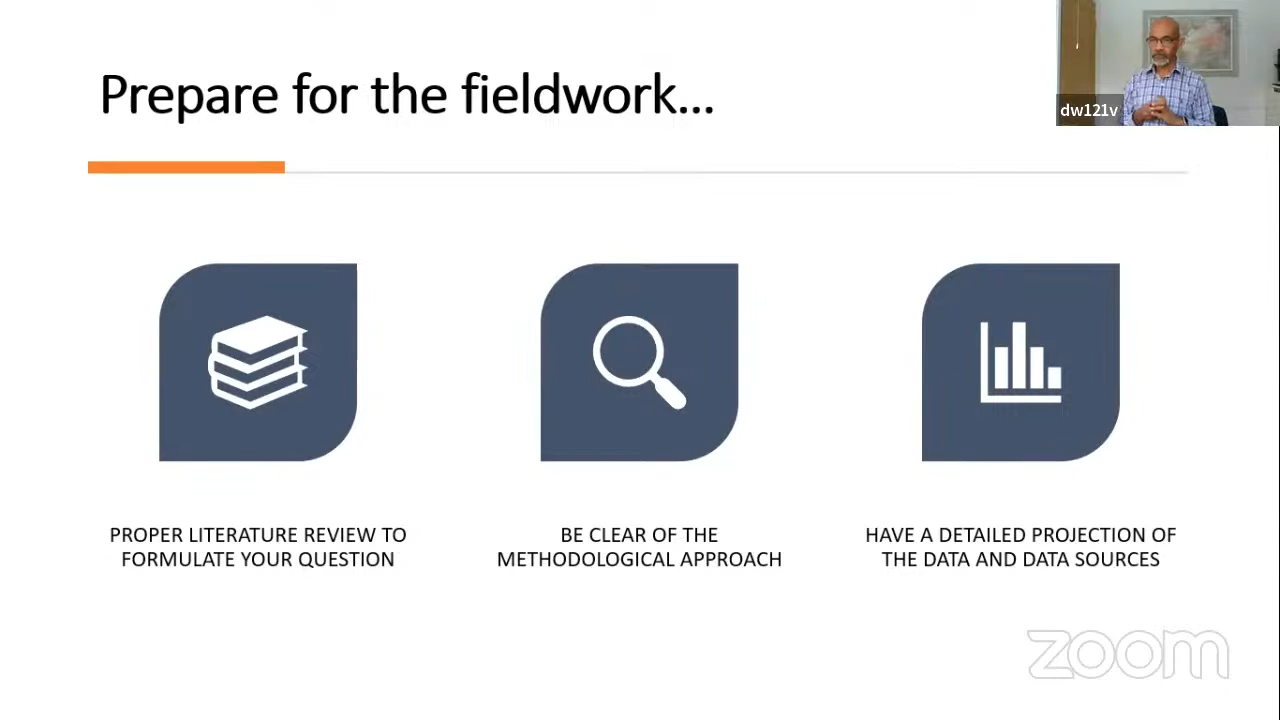 Prepare for the fieldwork...
dw121v
PROPER LITERATURE REVIEW TO
FORMULATE YOUR QUESTION
BE CLEAR OF THE
METHODOLOGICAL APPROACH
HAVE A DETAILED PROJECTION OF
THE DATA AND DATA SOURCES
zoom